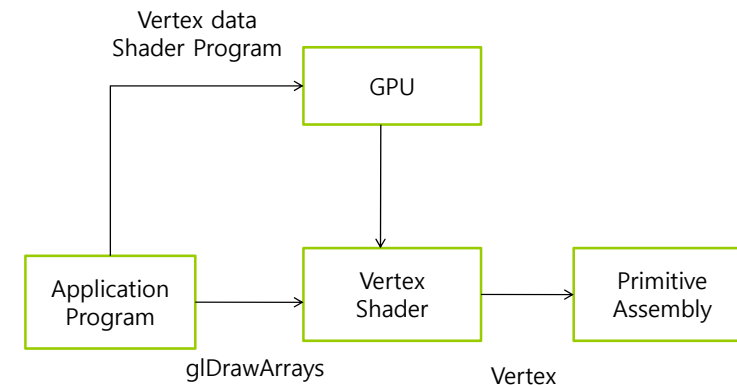 Vertex data
Shader Program
GPU
Application
Program
Vertex
Shader
Primitive
Assembly
glDrawArrays
Vertex